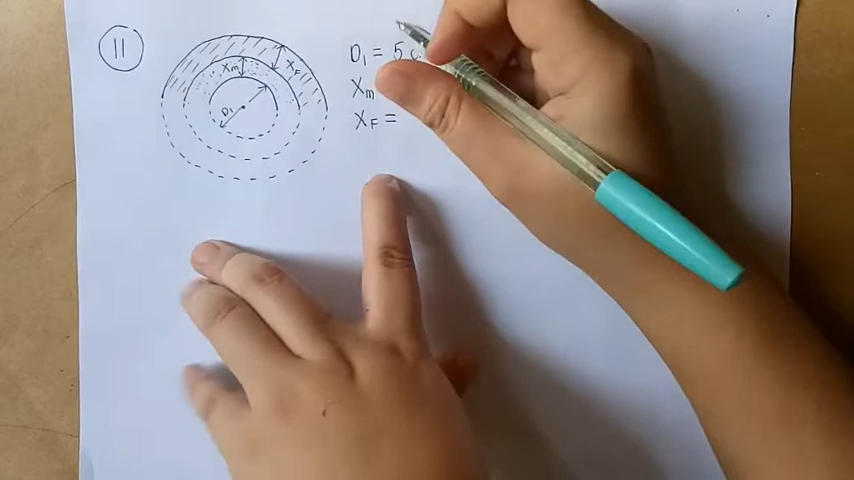 11
Xm
XF
D1
D1 = 5
Xm
XF =